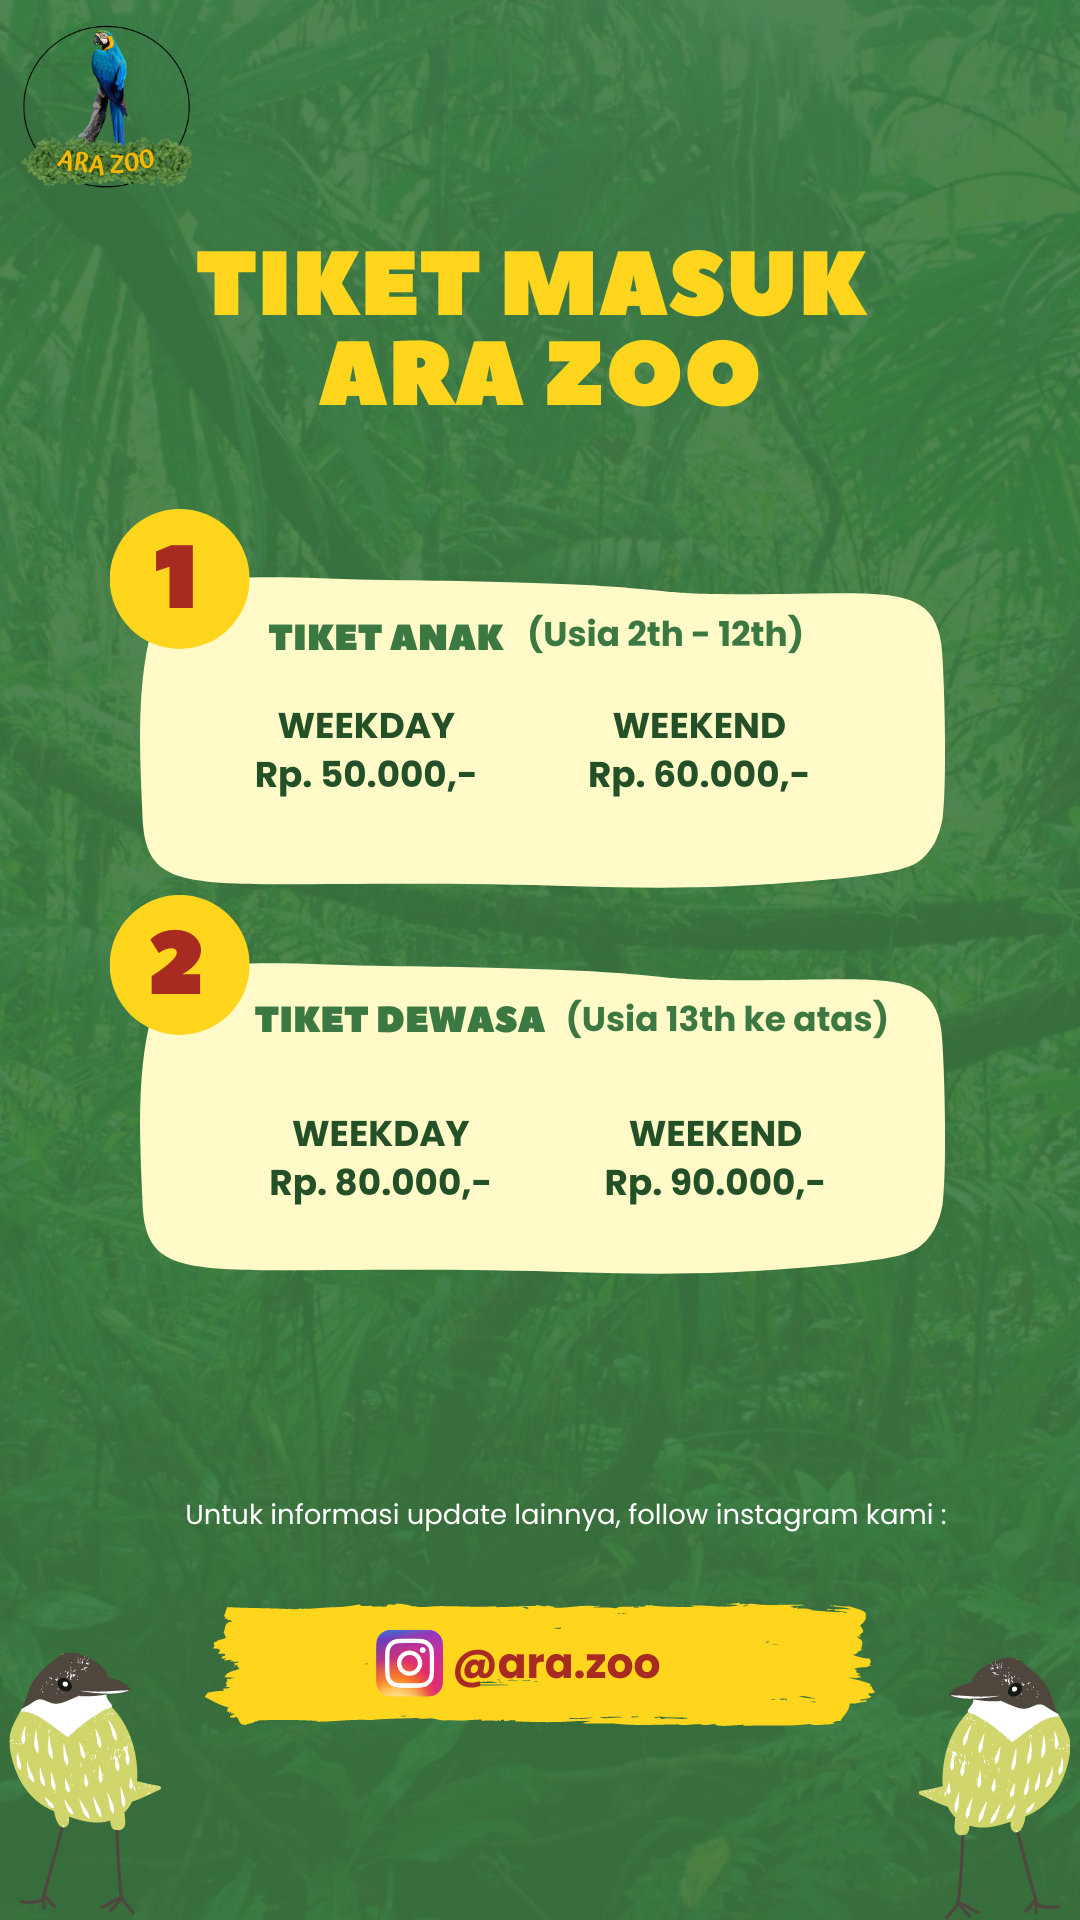 ARA ZOO
TIKET MASUK
ARA ZOO
1
TIKET ANAK (Usia 2th - 12th)
WEEKDAY WEEKEND
Rp. 50.000,- Rp. 60.000,-
2
TIKET DEWASA (Usia 13th ke atas)
WEEKDAY WEEKEND
Rp. 80.000,- Rp. 90.000,-
Untuk informasi update lainnya, follow instagram kami :
@ara.zoo